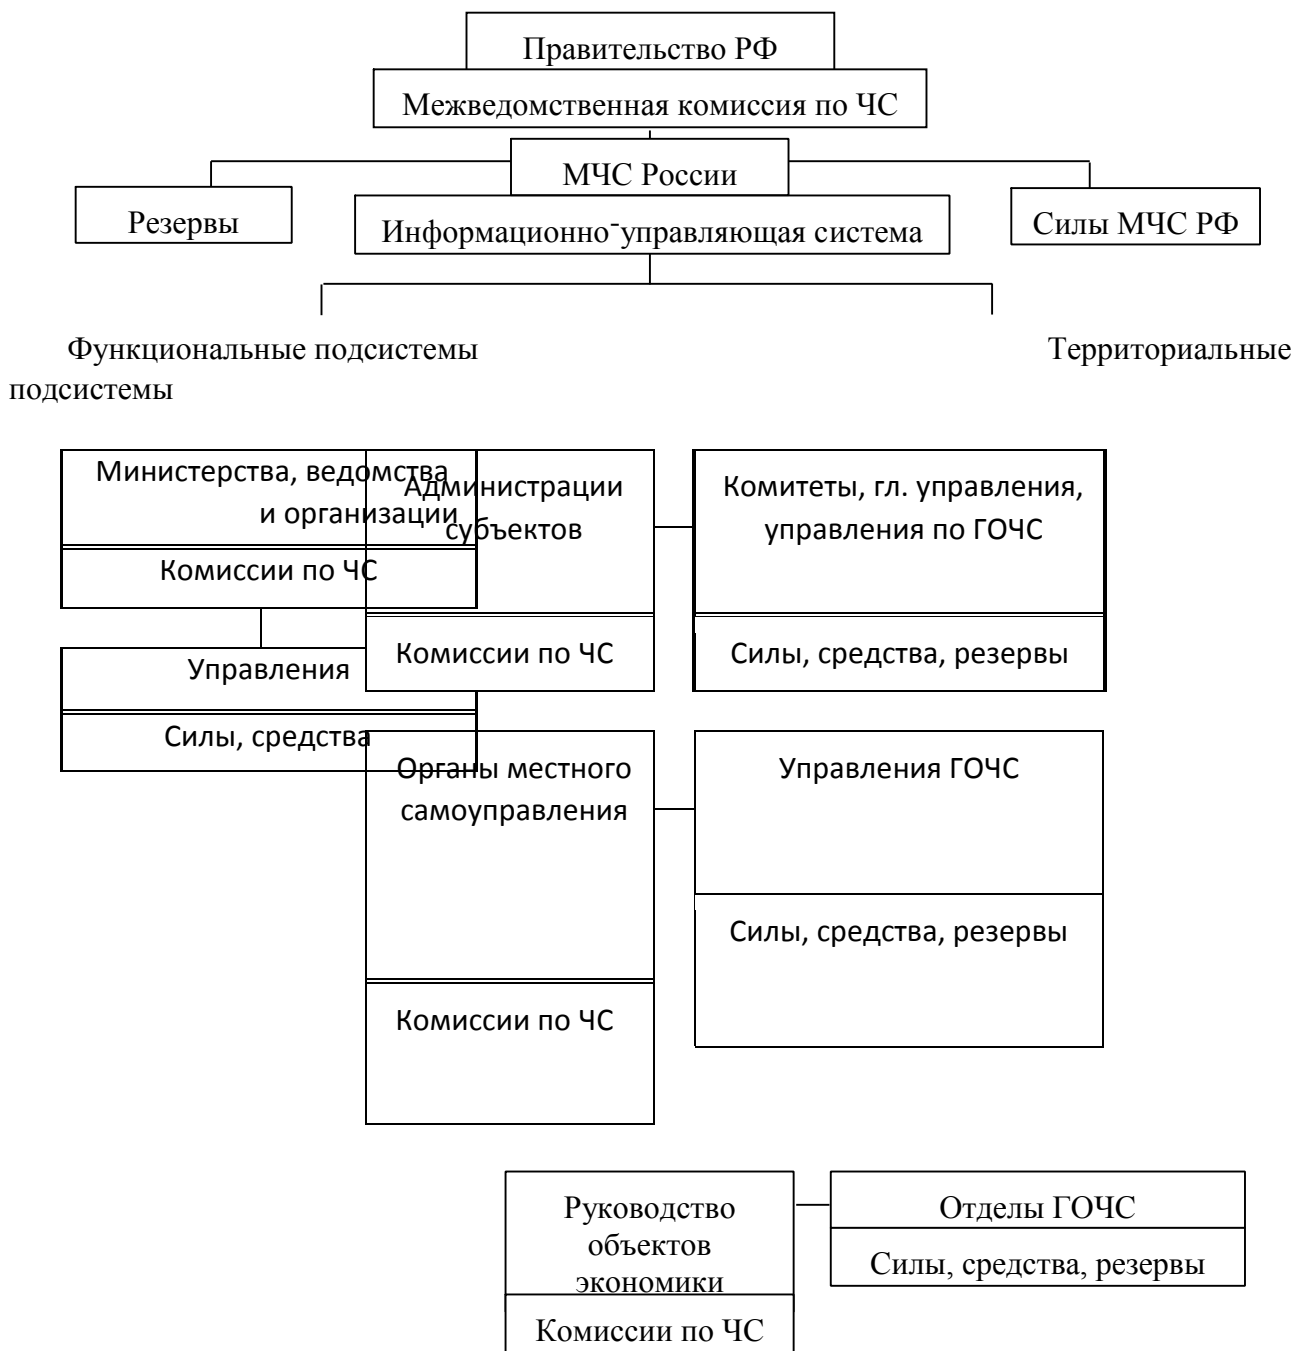 Правительство РФ
Межведомственная комиссия по ЧС
МЧС России
Резервы
Информационно-управляющая система
Силы МЧС РФ
Функциональные подсистемы Территориальные
подсистемы
Министерства, ведомства
и организации
Комиссии по ЧС
Управления
Силы, средства
Администрации
субъектов
Комиссии по ЧС
Комитеты, гл. управления,
управления по ГОЧС
Силы, средства, резервы
Органы местного
самоуправления
Комиссии по ЧС
Управления ГОЧС
Силы, средства, резервы
Руководство
объектов
экономики
Комиссии по ЧС
Отделы ГОЧС
Силы, средства, резервы